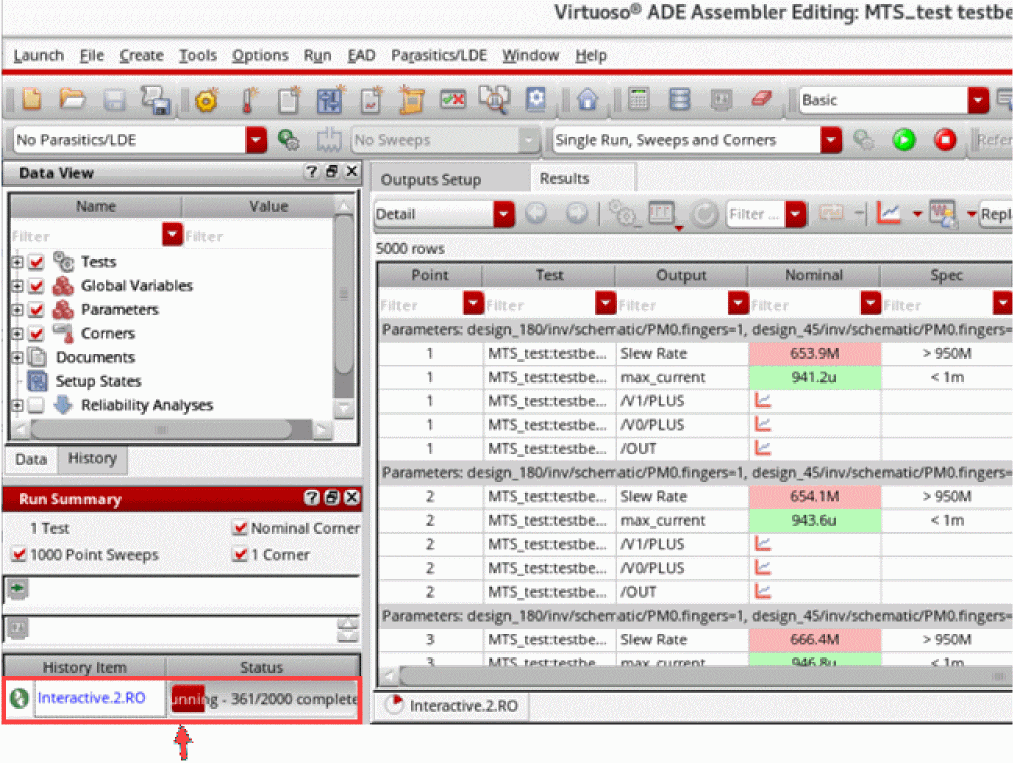 Virtuoso® ADE Assembler Editing: MTS_test testbe
Launch File Create Tools Options Run EAD Parasitics/LDE Window Help
Basic
No Parasitics/LDE No Sweeps Single Run, Sweeps and Corners Refer
Data View
Name Value
Filter Filter
Tests
Global Variables
Parameters
Corners
Documents
Setup States
Reliability Analyses
Data History
Run Summary
1 Test Nominal Corner
1000 Point Sweeps 1 Corner
History Item Status
Interactive.2.RO unning - 361/2000 complete
Outputs Setup Results
Detail Filter ... Repl
5000 rows
Point Test Output Nominal Spec
Filter Filter Filter Filter Filter
Parameters: design_180/inv/schematic/PM0.fingers=1, design_45/inv/schematic/PM0.fingers=
1 MTS_test:testbe... Slew Rate 653.9M > 950M
1 MTS_test:testbe... max_current 941.2u < 1m
1 MTS_test:testbe... /V1/PLUS
1 MTS_test:testbe... /V0/PLUS
1 MTS_test:testbe... /OUT
Parameters: design_180/inv/schematic/PM0.fingers=1, design_45/inv/schematic/PM0.fingers=
2 MTS_test:testbe... Slew Rate 654.1M > 950M
2 MTS_test:testbe... max_current 943.6u < 1m
2 MTS_test:testbe... /V1/PLUS
2 MTS_test:testbe... /V0/PLUS
2 MTS_test:testbe... /OUT
Parameters: design_180/inv/schematic/PM0.fingers=1, design_45/inv/schematic/PM0.fingers=
3 MTS_test:testbe... Slew Rate 666.4M > 950M
3 MTS_test:testbe... max_current 946.8u < 1m
Interactive.2.RO